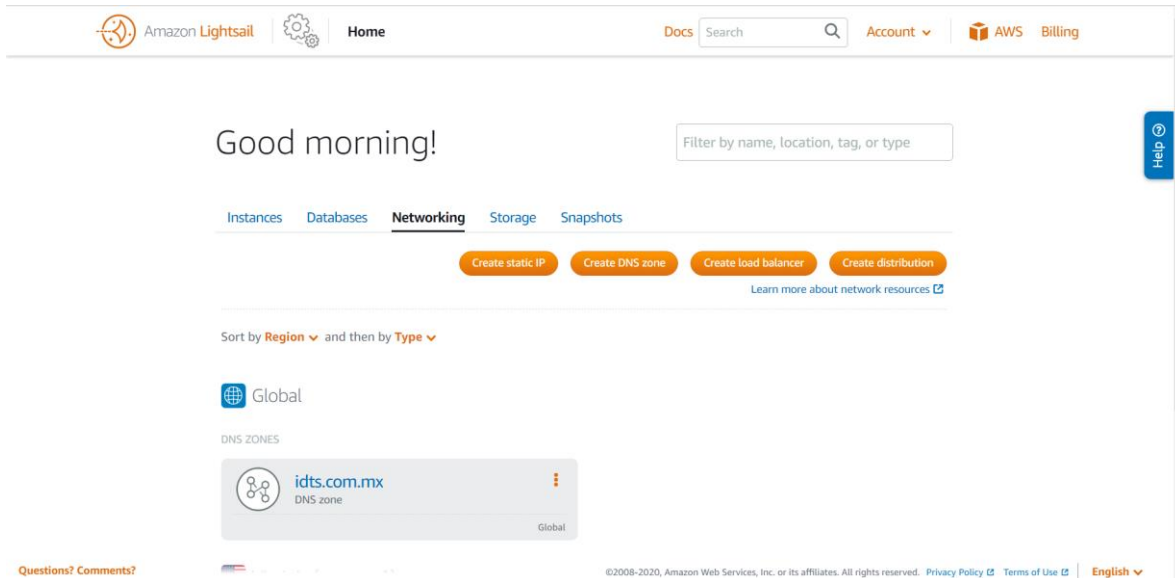 Amazon Lightsail Home Docs Search Account AWS Billing
Help
Good morning!
Filter by name, location, tag, or type
Instances Databases Networking Storage Snapshots
Create static IP Create DNS zone Create load balancer Create distribution
Learn more about network resources
Sort by Region and then by Type
Global
DNS ZONES
idts.com.mx
DNS zone
Global
Questions? Comments? ©2008-2020, Amazon Web Services, Inc. or its affiliates. All rights reserved. Privacy Policy Terms of Use English